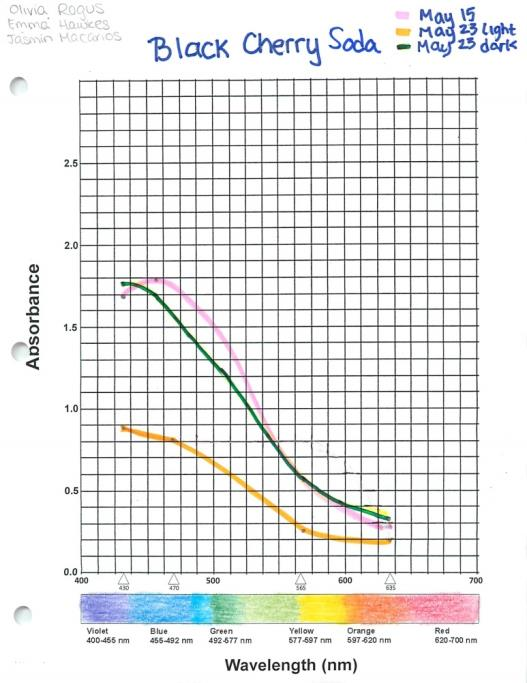 Olivia Rogus
Emma Hawkes
Jasmin Macarios
Black Cherry Soda
May 15
May 23 light
May 23 dark
Absorbance
2.5
2.0
1.5
1.0
0.5
0.0
400 500 600 700
430 470 565 635
Violet Blue Green Yellow Orange Red
400-455 nm 455-492 nm 492-577 nm 577-597 nm 597-620 nm 620-700 nm
Wavelength (nm)